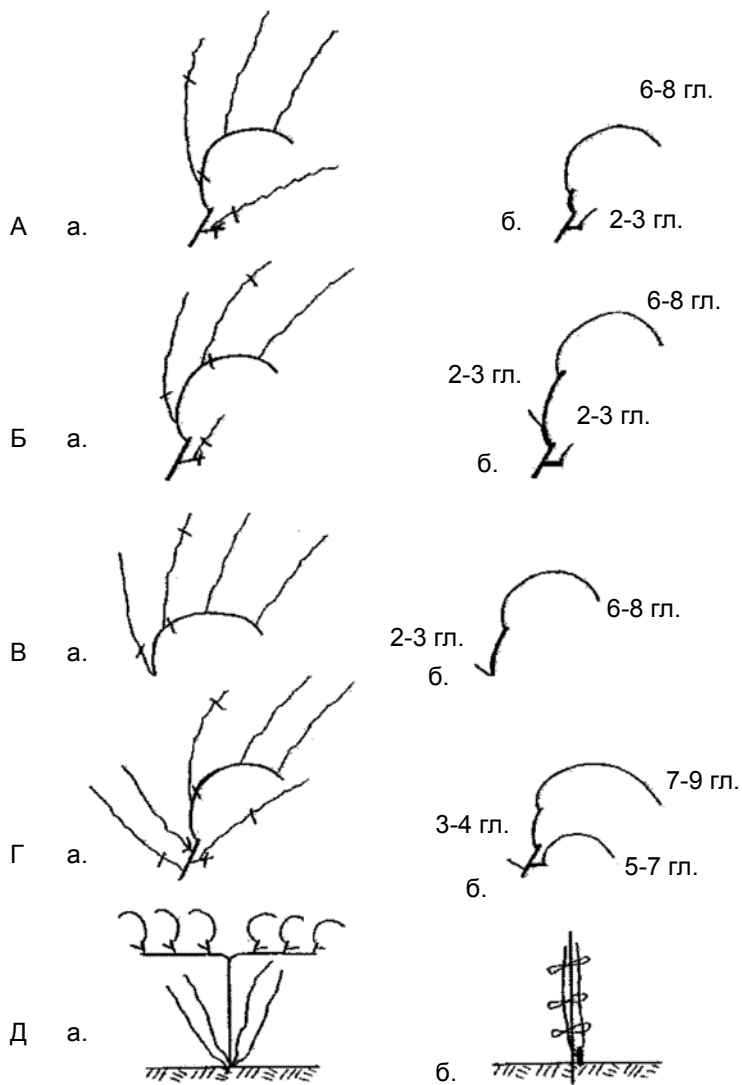 6-8 гл.
А а. б. 2-3 гл.
6-8 гл.
2-3 гл.
2-3 гл.
Б а. б.
6-8 гл.
2-3 гл.
В а. б.
7-9 гл.
3-4 гл.
Г а. 5-7 гл.
б.
Д а. б.